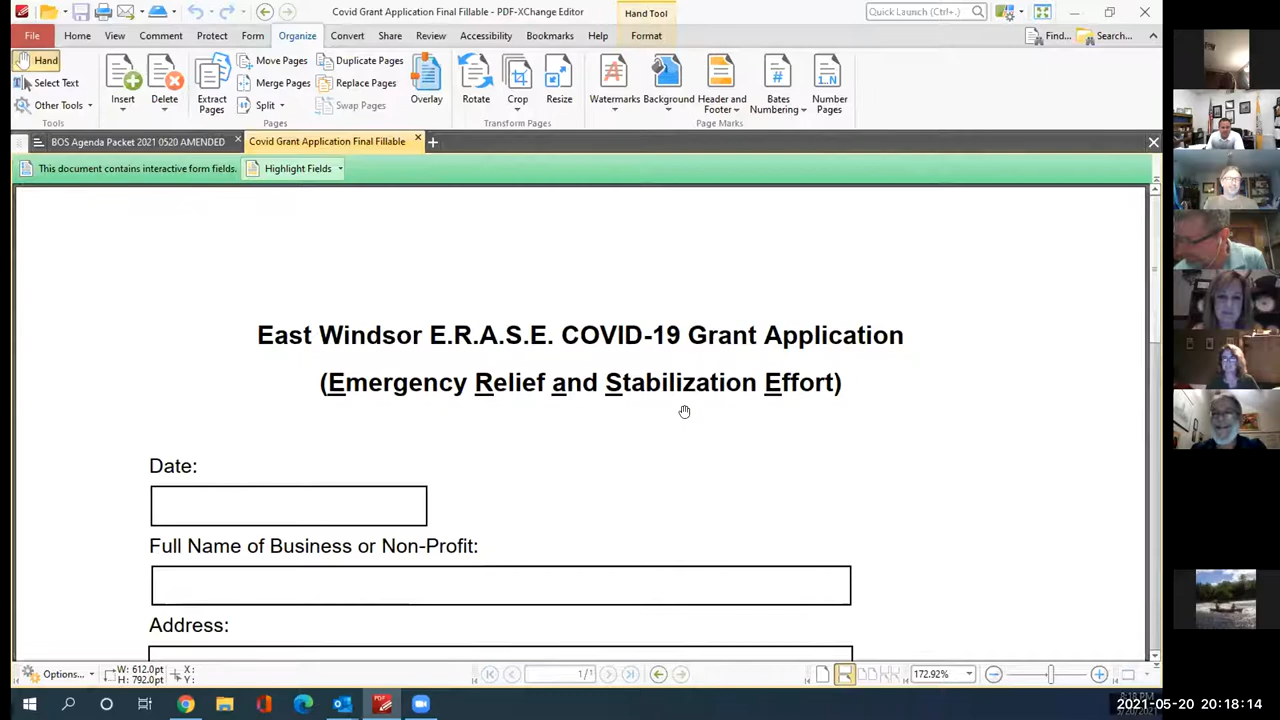 Covid Grant Application Final Fillable - PDF-XChange Editor
Hand Tool
Quick Launch (Ctrl+.)
File Home View Comment Protect Form Organize Convert Share Review Accessibility Bookmarks Help Format
Find... Search...
Hand
Select Text
Other Tools
Tools
Insert
Delete
Extract Pages
Move Pages
Merge Pages
Split
Duplicate Pages
Replace Pages
Swap Pages
Overlay
Pages
Rotate
Crop
Resize
Transform Pages
Watermarks
Background
Header and Footer
Bates Numbering
Number Pages
Page Marks
BOS Agenda Packet 2021 0520 AMENDED
Covid Grant Application Final Fillable
This document contains interactive form fields.
Highlight Fields
East Windsor E.R.A.S.E. COVID-19 Grant Application
(Emergency Relief and Stabilization Effort)
Date:
Full Name of Business or Non-Profit:
Address:
Options...
W: 612.0pt
H: 792.0pt
X:
Y:
1/1
172.92%
2021-05-20 20:18:14